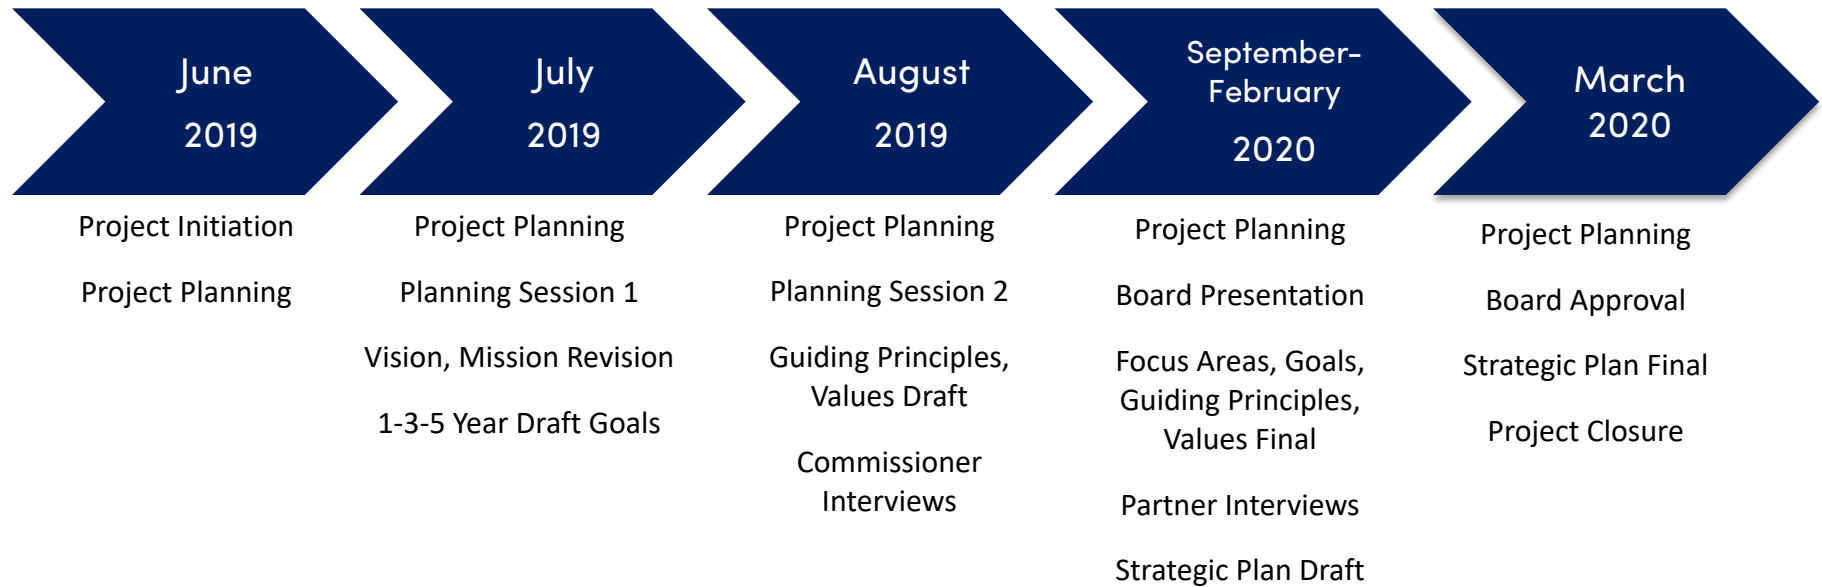 June
2019
Project Initiation
Project Planning
July
2019
Project Planning
Planning Session 1
Vision, Mission Revision
1-3-5 Year Draft Goals
August
2019
Project Planning
Planning Session 2
Guiding Principles,
Values Draft
Commissioner
Interviews
September-
February
2020
Project Planning
Board Presentation
Focus Areas, Goals,
Guiding Principles,
Values Final
Partner Interviews
Strategic Plan Draft
March
2020
Project Planning
Board Approval
Strategic Plan Final
Project Closure